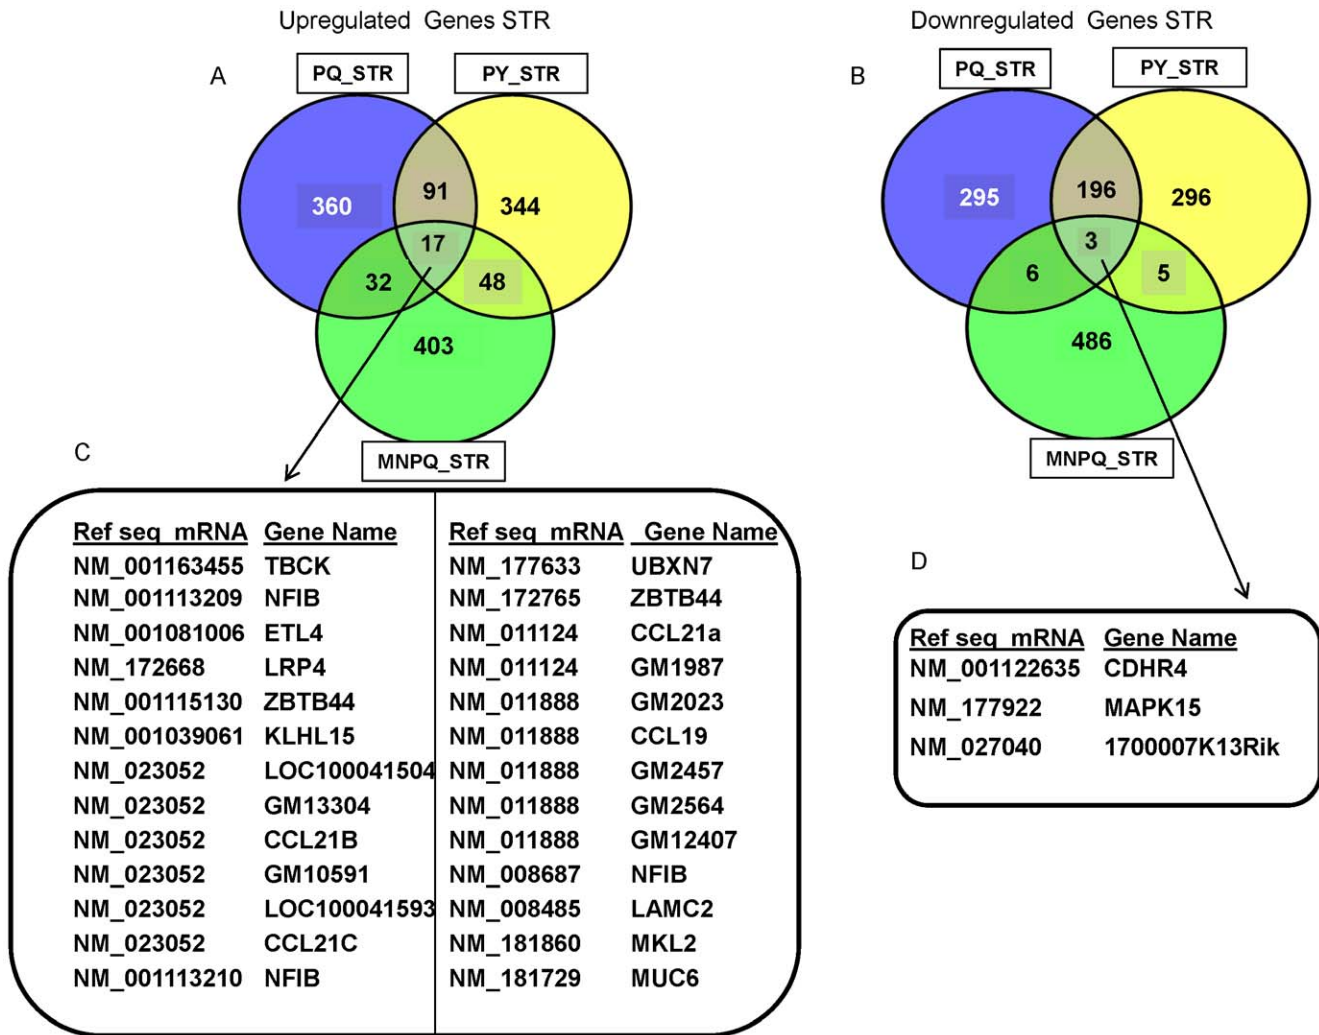 Upregulated Genes STR
A
PQ_STR
PY_STR
360
91
344
17
32
48
403
MNPQ_STR
Downregulated Genes STR
B
PQ_STR
PY_STR
295
196
296
3
6
5
486
MNPQ_STR
C
Ref seq mRNA Gene Name Ref seq mRNA Gene Name
NM_001163455 TBCK NM_177633 UBXN7
NM_001113209 NFIB NM_172765 ZBTB44
NM_001081006 ETL4 NM_011124 CCL21a
NM_172668 LRP4 NM_011124 GM1987
NM_001115130 ZBTB44 NM_011888 GM2023
NM_001039061 KLHL15 NM_011888 CCL19
NM_023052 LOC100041504 NM_011888 GM2457
NM_023052 GM13304 NM_011888 GM2564
NM_023052 CCL21B NM_011888 GM12407
NM_023052 GM10591 NM_008687 NFIB
NM_023052 LOC100041593 NM_008485 LAMC2
NM_023052 CCL21C NM_181860 MKL2
NM_001113210 NFIB NM_181729 MUC6
D
Ref seq mRNA Gene Name
NM_001122635 CDHR4
NM_177922 MAPK15
NM_027040 1700007K13Rik